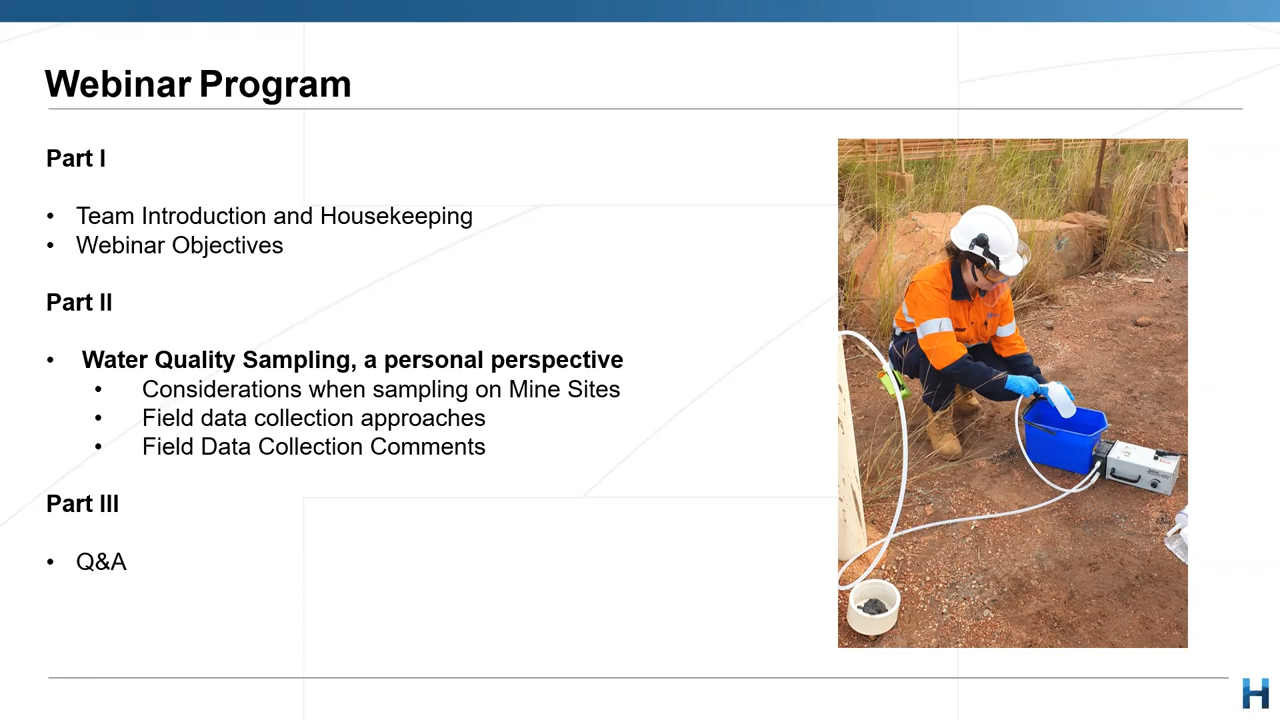 Webinar Program
Part I
• Team Introduction and Housekeeping
• Webinar Objectives
Part II
• Water Quality Sampling, a personal perspective
• Considerations when sampling on Mine Sites
• Field data collection approaches
• Field Data Collection Comments
Part III
• Q&A
H